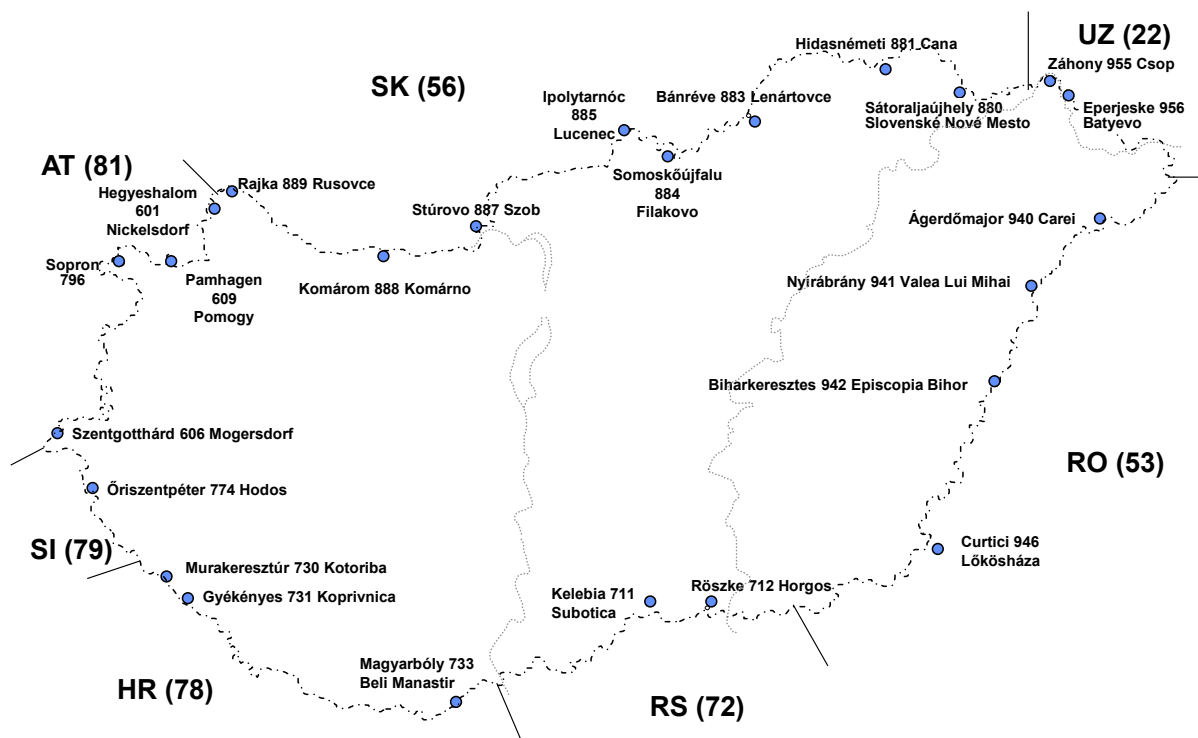 UZ (22)
Hidasnémeti 881 Cana
Záhony 955 Csop
SK (56)
Ipolytarnóc
885
Lucenec
Bánréve 883 Lenártovce
Sátoraljaújhely 880
Slovenské Nové Mesto
Eperjeske 956
Batyevo
AT (81)
Hegyeshalom
601
Nickelsdorf
Rajka 889 Rusovce
Somoskőújfalu
884
Filakovo
Stúrovo 887 Szob
Ágerdőmajor 940 Carei
Sopron
796
Pamhagen
609
Pomogy
Komárom 888 Komárno
Nyírábrány 941 Valea Lui Mihai
Biharkeresztes 942 Episcopia Bihor
Szentgotthárd 606 Mogersdorf
RO (53)
Őriszentpéter 774 Hodos
SI (79)
Curtici 946
Lőkösháza
Murakeresztúr 730 Kotoriba
Gyékényes 731 Koprivnica
Kelebia 711
Subotica
Röszke 712 Horgos
Magyarbóly 733
Beli Manastir
HR (78)
RS (72)